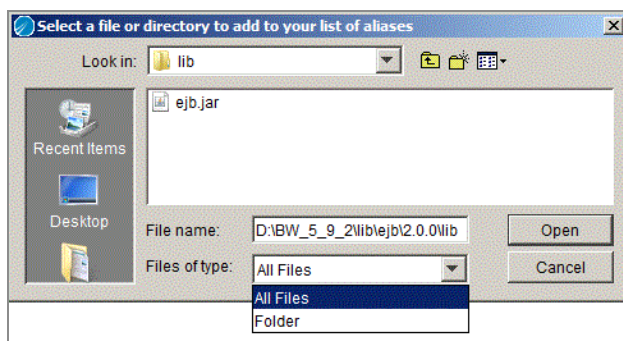 Select a file or directory to add to your list of aliases
Look in: lib
ejb.jar
Recent Items
Desktop
File name: D:\BW_5_9_2\lib\ejb\2.0.0\lib Open
Files of type: All Files Cancel
All Files
Folder